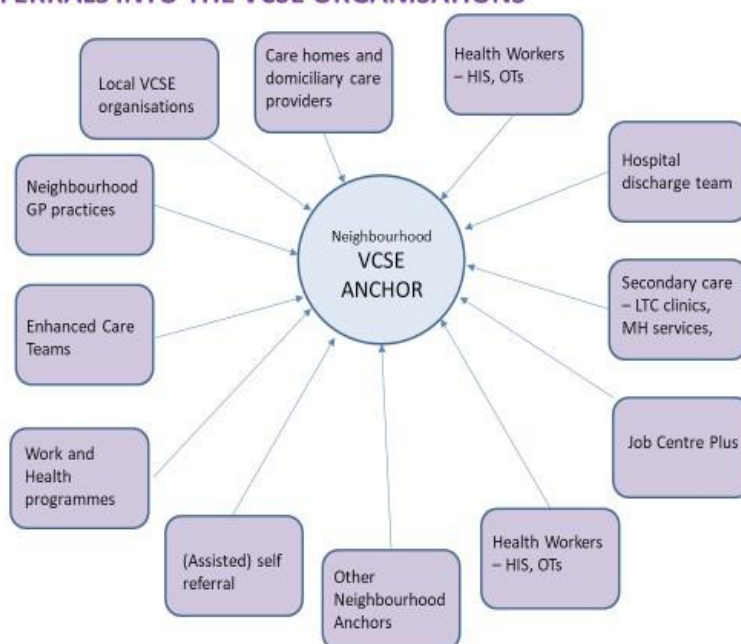 FERRALS INTO THE VCSE ORGANISATIONS
Care homes and
domiciliary care
providers
Health Workers
– HIS, OTs
Local VCSE
organisations
Hospital
discharge team
Neighbourhood
GP practices
Neighbourhood
VCSE
ANCHOR
Secondary care
– LTC clinics,
MH services,
Enhanced Care
Teams
Job Centre Plus
Work and
Health
programmes
(Assisted) self
referral
Other
Neighbourhood
Anchors
Health Workers
– HIS, OTs